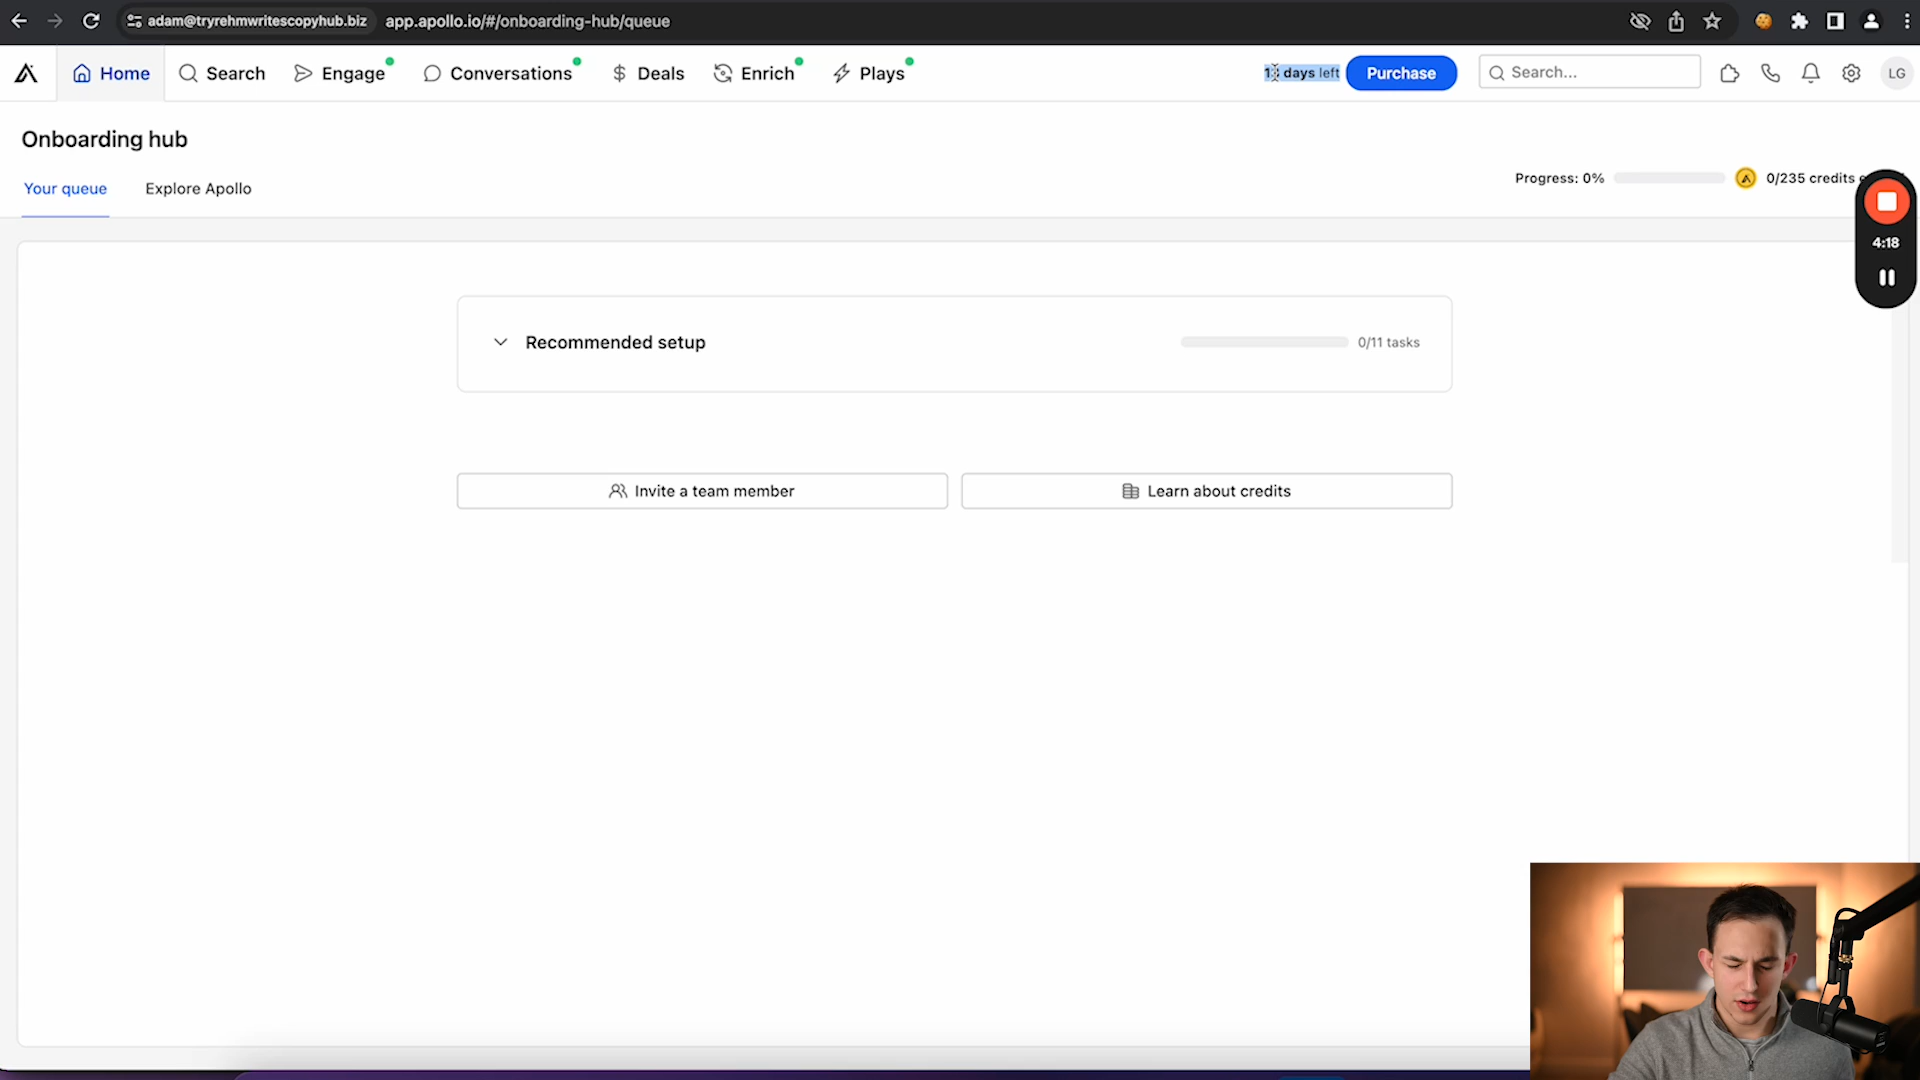 adam@tryrehmwritescopyhub.biz app.apollo.io/#/onboarding-hub/queue
Home Search Engage Conversations Deals Enrich Plays days left Purchase Search... LG
Onboarding hub
Your queue Explore Apollo
Progress: 0% 0/235 credits
4:18
Recommended setup 0/11 tasks
Invite a team member Learn about credits